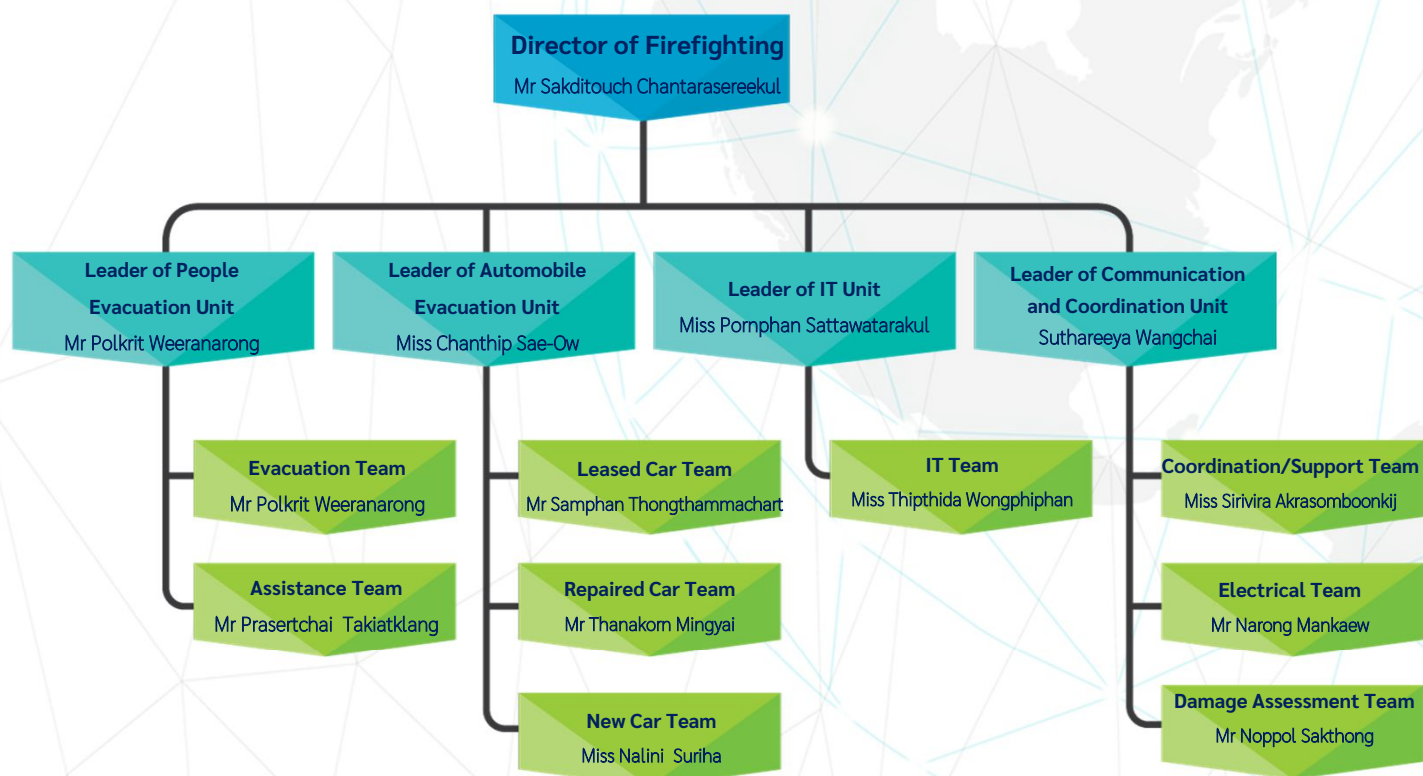 Director of Firefighting
Mr Sakditouch Chantarasereekul
Leader of People
Evacuation Unit
Mr Polkrit Weeranarong
Leader of Automobile
Evacuation Unit
Miss Chanthip Sae-Ow
Leader of IT Unit
Miss Pornphan Sattawatarakul
Leader of Communication
and Coordination Unit
Suthareeya Wangchai
Evacuation Team
Mr Polkrit Weeranarong
Assistance Team
Mr Prasertchai Takiatklang
Leased Car Team
Mr Samphan Thongthammachart
Repaired Car Team
Mr Thanakorn Mingyai
New Car Team
Miss Nalini Suriha
IT Team
Miss Thipthida Wongphiphan
Coordination/Support Team
Miss Sirivira Akrasomboonkij
Electrical Team
Mr Narong Mankaew
Damage Assessment Team
Mr Noppol Sakthong